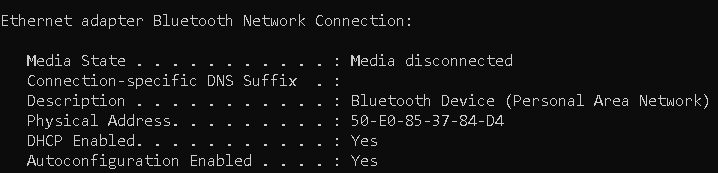 Ethernet adapter Bluetooth Network Connection:
Media State . . . . . . . . . . . : Media disconnected
Connection-specific DNS Suffix  . :
Description . . . . . . . . . . . : Bluetooth Device (Personal Area Network)
Physical Address. . . . . . . . . : 50-E0-85-37-84-D4
DHCP Enabled. . . . . . . . . . . : Yes
Autoconfiguration Enabled . . . . : Yes